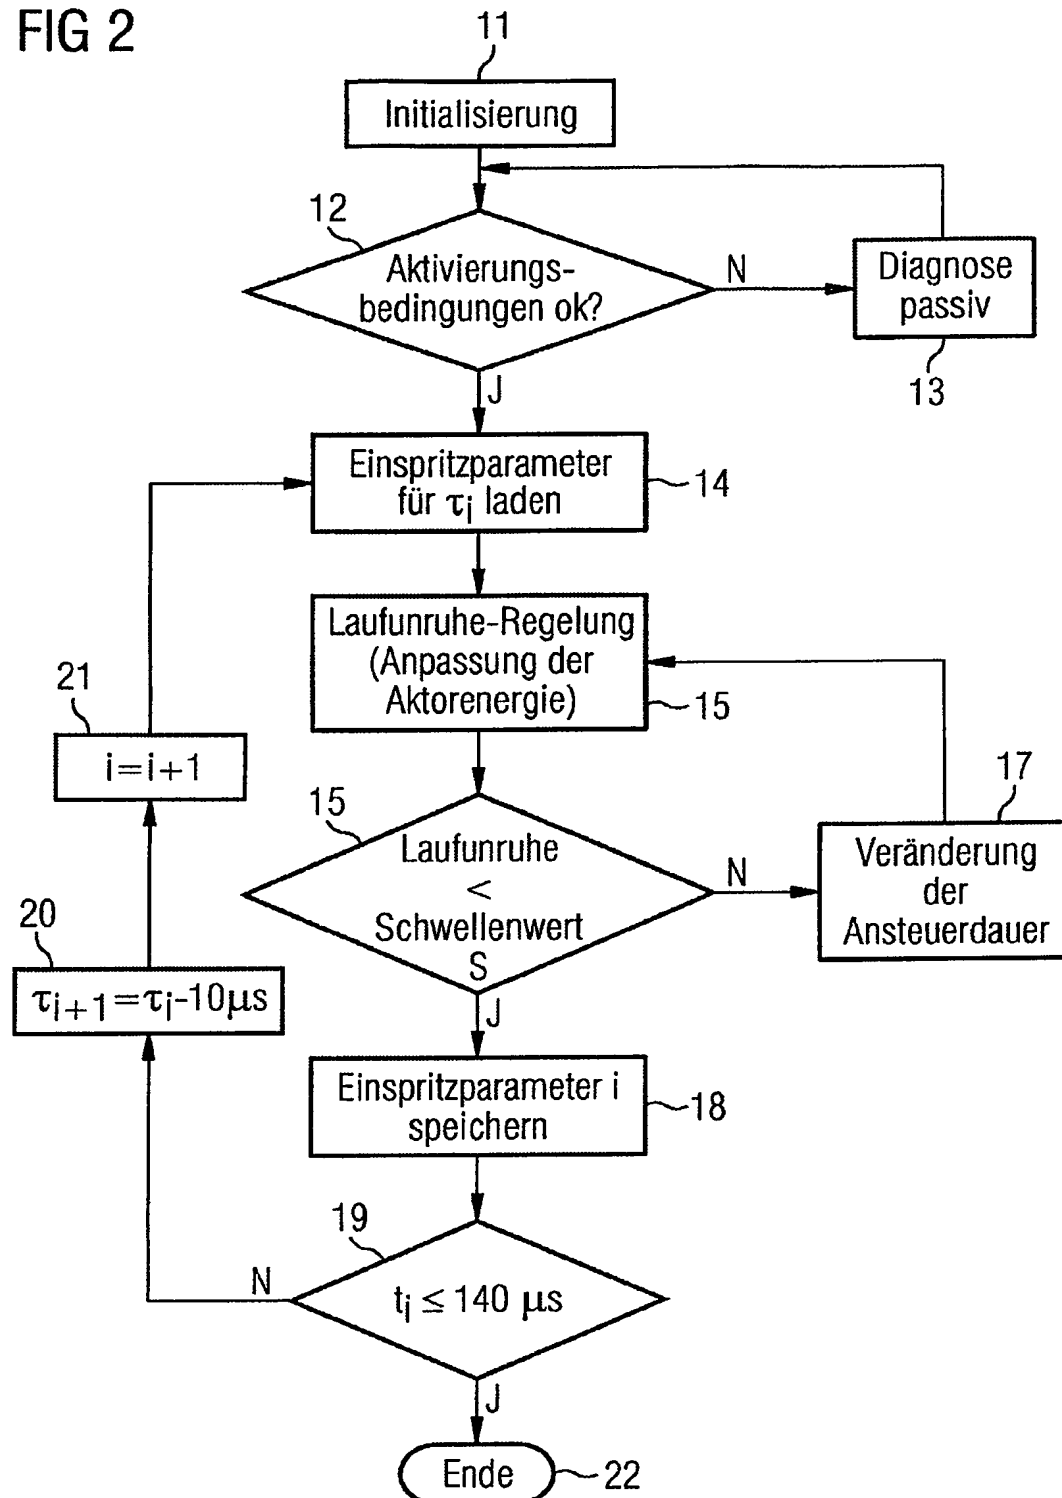 FIG 2
11
Initialisierung
12
Aktivierungs-
bedingungen ok?
N
Diagnose
passiv
13
J
Einspritzparameter
für τi laden
14
Laufunruhe-Regelung
(Anpassung der
Aktorenergie)
15
21
i=i+1
15
Laufunruhe
<
Schwellenwert
S
N
17
Veränderung
der
Ansteuerdauer
J
20
τi+1=τi-10μs
Einspritzparameter i
speichern
18
19
N
ti ≤ 140 μs
J
Ende
22